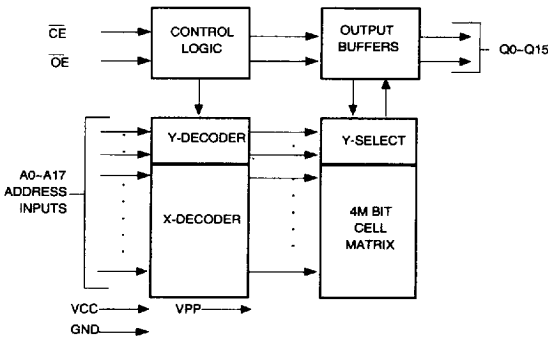 CE
OE
CONTROL
LOGIC
OUTPUT
BUFFERS
Q0~Q15
A0~A17
ADDRESS
INPUTS
Y-DECODER
X-DECODER
Y-SELECT
4M BIT
CELL
MATRIX
VCC
VPP
GND